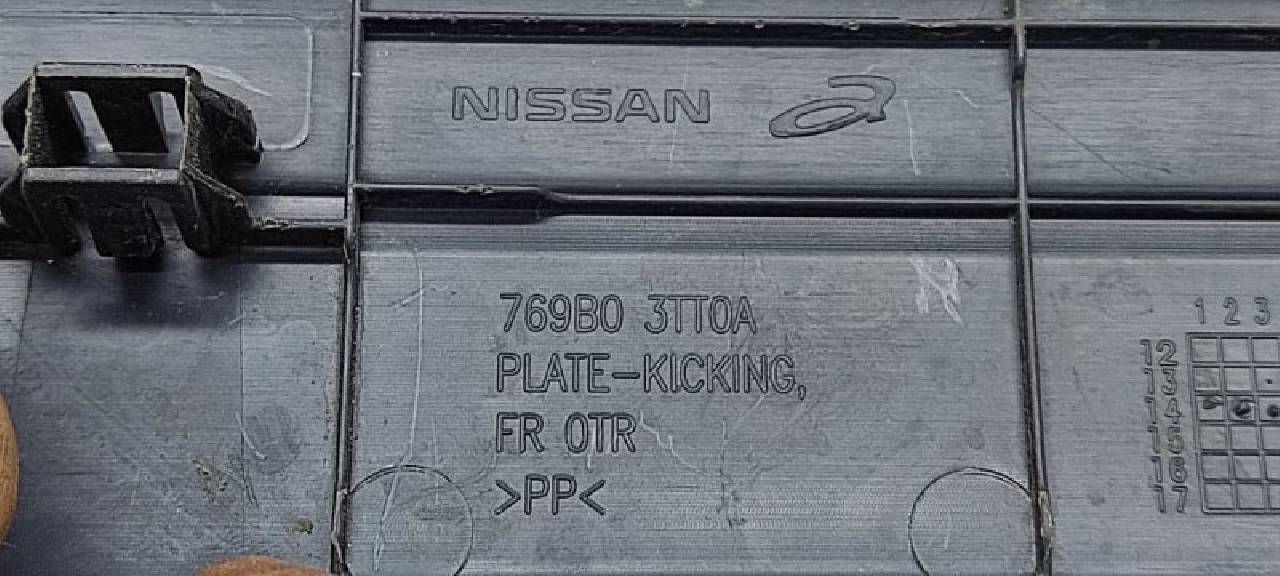 NISSAN
769B0 3TT0A
PLATE-KICKING,
FR OTR
>PP<
1 2 3
12
13
14
15
16
17